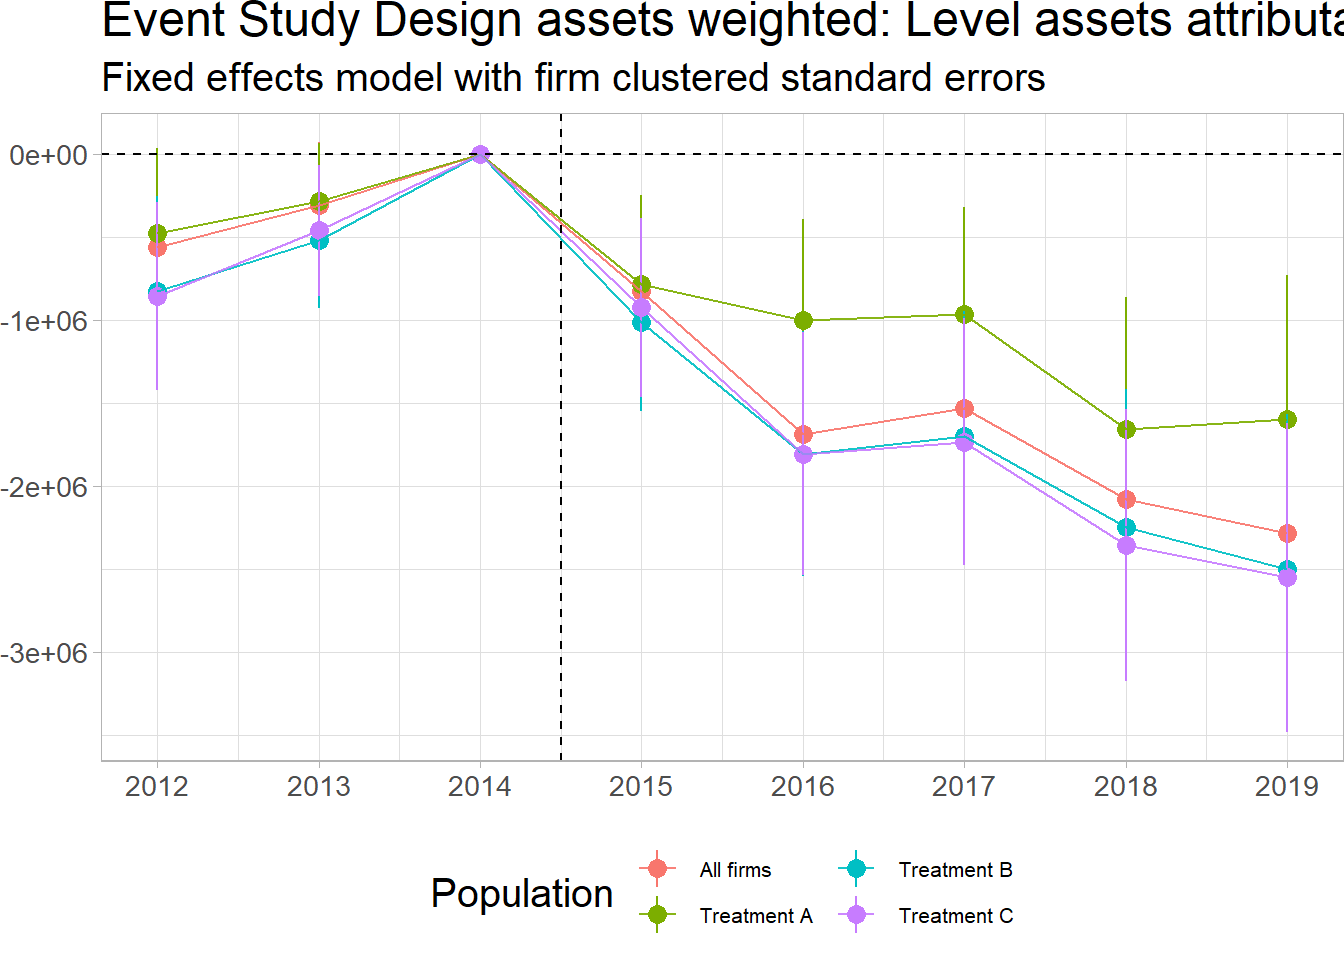 Event Study Design assets weighted: Level assets
Fixed effects model with firm clustered standard errors
0e+00
-1e+06
-2e+06
-3e+06
2012 2013 2014 2015 2016 2017 2018 2019
Population
All firms
Treatment A
Treatment B
Treatment C